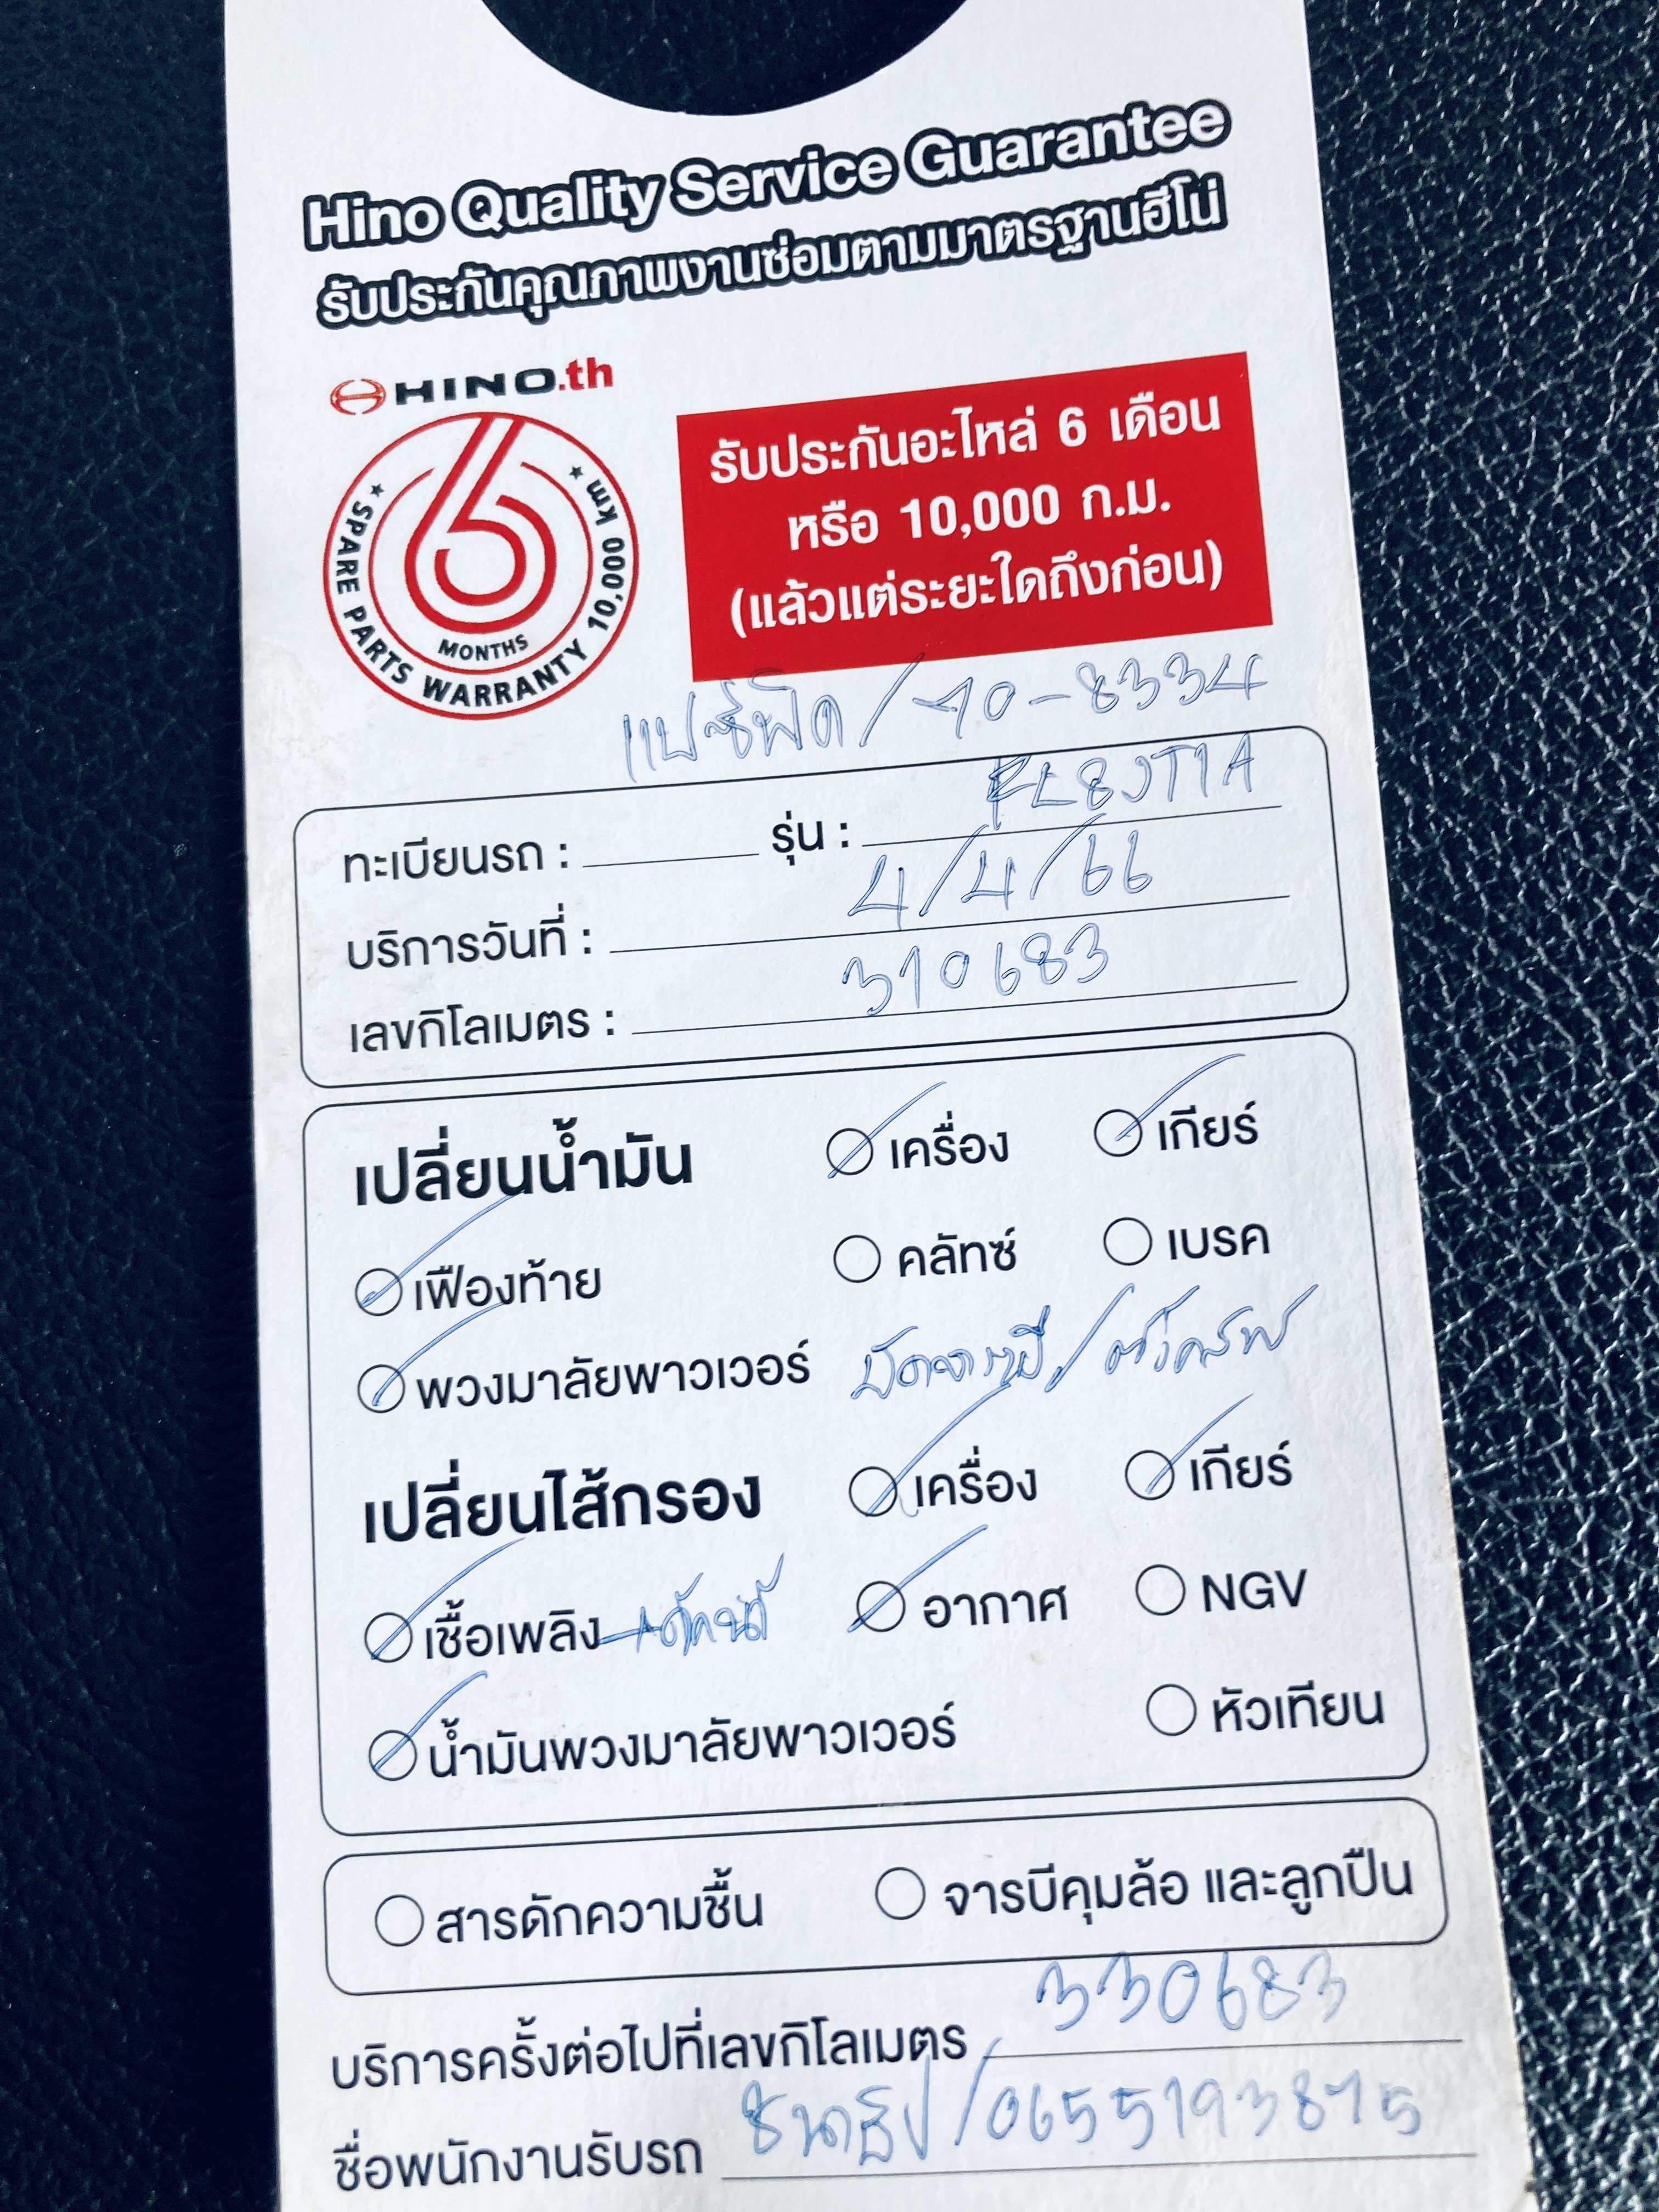 Hino Quality Service Guarantee
รับประกันคุณภาพงานซ่อมตามมาตรฐานฮีโน่
HINO.th
6
MONTHS
★ SPARE PARTS WARRANTY 10,000 KM ★
รับประกันอะไหล่ 6 เดือน
หรือ 10,000 ก.ม.
(แล้วแต่ระยะใดถึงก่อน)
/ 70-8334
ทะเบียนรถ : รุ่น : FL8JT1A
บริการวันที่ : 4/4/66
เลขกิโลเมตร : 310683
เปลี่ยนน้ำมัน เครื่อง เกียร์
เฟืองท้าย คลัทซ์ เบรค
พวงมาลัยพาวเวอร์ อัดจารบี/
เปลี่ยนไส้กรอง เครื่อง เกียร์
เชื้อเพลิง +ดักน้ำ อากาศ NGV
น้ำมันพวงมาลัยพาวเวอร์ หัวเทียน
สารดักความชื้น จารบีคุมล้อ และลูกปืน
บริการครั้งต่อไปที่เลขกิโลเมตร 330683
ชื่อพนักงานรับรถ /0655193875